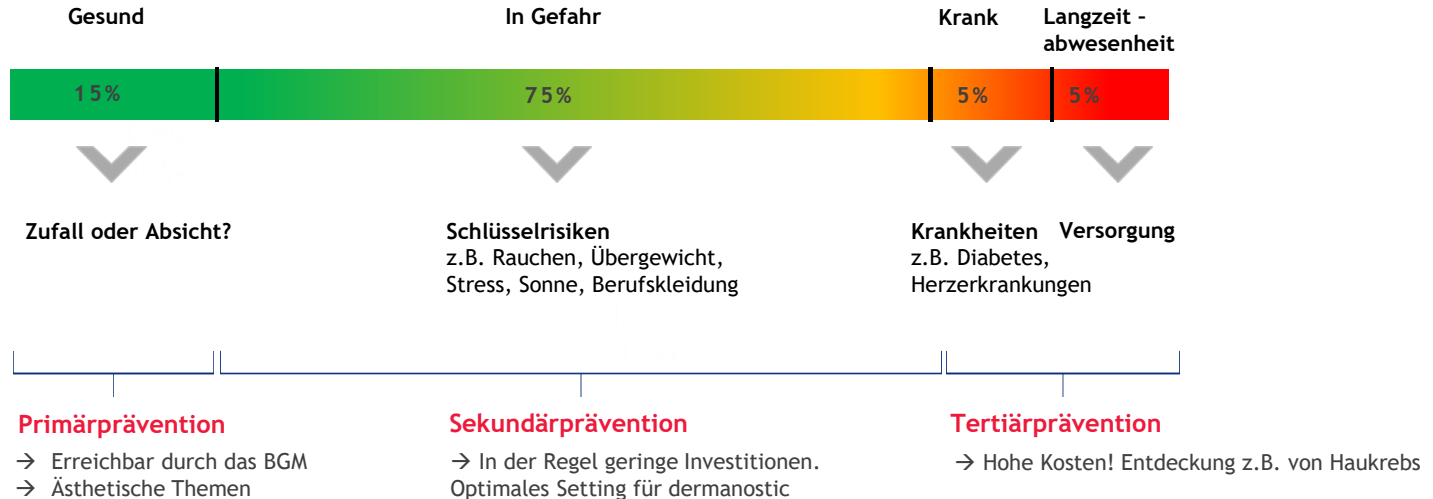 Gesund
In Gefahr
Krank
Langzeit –
abwesenheit
15%
75%
5%
5%
Zufall oder Absicht?
Schlüsselrisiken
z.B. Rauchen, Übergewicht,
Stress, Sonne, Berufskleidung
Krankheiten
z.B. Diabetes,
Herzerkrankungen
Versorgung
Primärprävention
→ Erreichbar durch das BGM
→ Ästhetische Themen
Sekundärprävention
→ In der Regel geringe Investitionen.
Optimales Setting für dermanostic
Tertiärprävention
→ Hohe Kosten! Entdeckung z.B. von Haukrebs